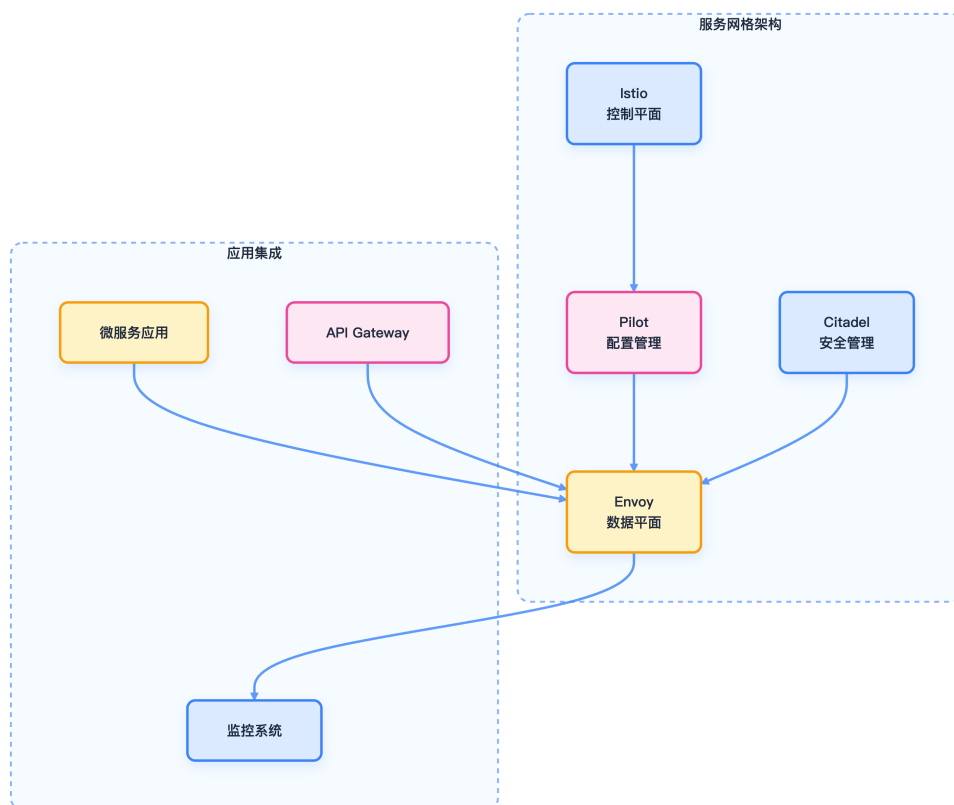 服务网格架构
Istio
控制平面
应用集成
微服务应用
API Gateway
Pilot
配置管理
Citadel
安全管理
Envoy
数据平面
监控系统